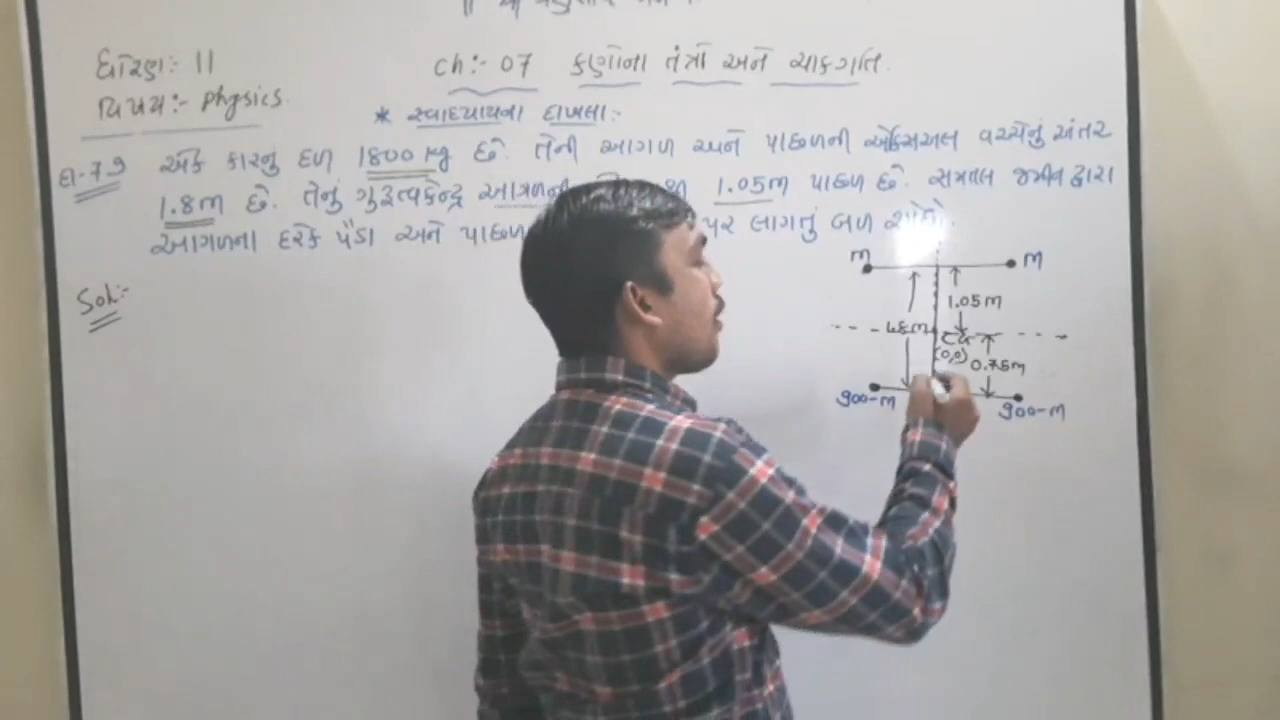 ધોરણ:- 11
ch:- 07 કણોના તંત્રો અને ચાકગતિ.
વિષય:- Physics.
* સ્વાધ્યાયના દાખલા:-
દા-7.9 એક કારનું દળ 1800 kg છે. તેની આગળ અને પાછળની એક્સિઅલ વચ્ચેનું અંતર
1.8m છે. તેનું ગુરુત્વકેન્દ્ર આગળની 1.05m પાછળ છે. સમતલ જમીન દ્વારા
આગળના દરેક પૈડા અને પાછળ પર લાગતું બળ શોધો.
Sol:-
m m
1.05m
1.8m
(0,0) 0.75m
900-m 900-m